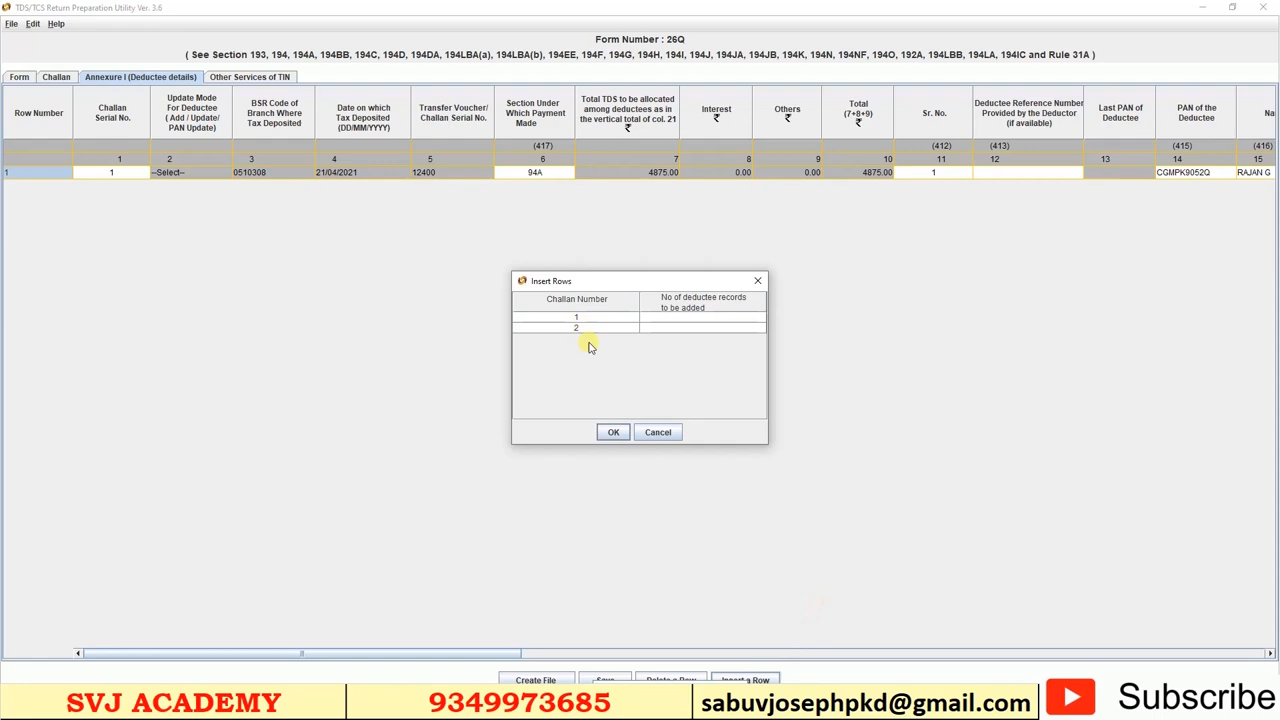 TDS/TCS Return Preparation Utility Ver. 3.6
File Edit Help
Form Number : 26Q
( See Section 193, 194, 194A, 194BB, 194C, 194D, 194DA, 194LBA(a), 194LBA(b), 194EE, 194F, 194G, 194H, 194I, 194J, 194JA, 194JB, 194K, 194N, 194NF, 194O, 192A, 194LBB, 194LA, 194IC and Rule 31A )
Form Challan Annexure I (Deductee details) Other Services of TIN
Row Number
Challan
Serial No.
Update Mode
For Deductee
( Add / Update/
PAN Update)
BSR Code of
Branch Where
Tax Deposited
Date on which
Tax Deposited
(DD/MM/YYYY)
Transfer Voucher/
Challan Serial No.
Section Under
Which Payment
Made
Total TDS to be allocated
among deductees as in
the vertical total of col. 21
₹
Interest
₹
Others
₹
Total
(7+8+9)
₹
Sr. No.
Deductee Reference Number
Provided by the Deductor
(if available)
Last PAN of
Deductee
PAN of the
Deductee
Na
(417) (412) (413) (415) (416)
1 2 3 4 5 6 7 8 9 10 11 12 13 14 15
1 1 --Select-- 0510308 21/04/2021 12400 94A 4875.00 0.00 0.00 4875.00 1 CGMPK9052Q RAJAN G
Insert Rows
Challan Number
No of deductee records
to be added
1
2
OK Cancel
Create File Save Delete a Row Insert a Row
SVJ ACADEMY 9349973685 sabuvjosephpkd@gmail.com Subscribe